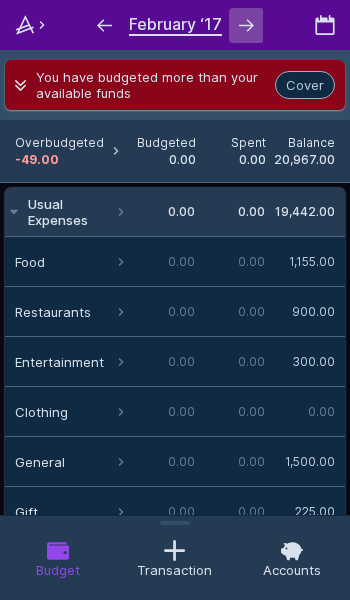 February ‘17
You have budgeted more than your
available funds
Cover
Overbudgeted Budgeted Spent Balance
-49.00 0.00 0.00 20,967.00
Usual
Expenses 0.00 0.00 19,442.00
Food 0.00 0.00 1,155.00
Restaurants 0.00 0.00 900.00
Entertainment 0.00 0.00 300.00
Clothing 0.00 0.00 0.00
General 0.00 0.00 1,500.00
Gift 0.00 0.00 225.00
Budget Transaction Accounts